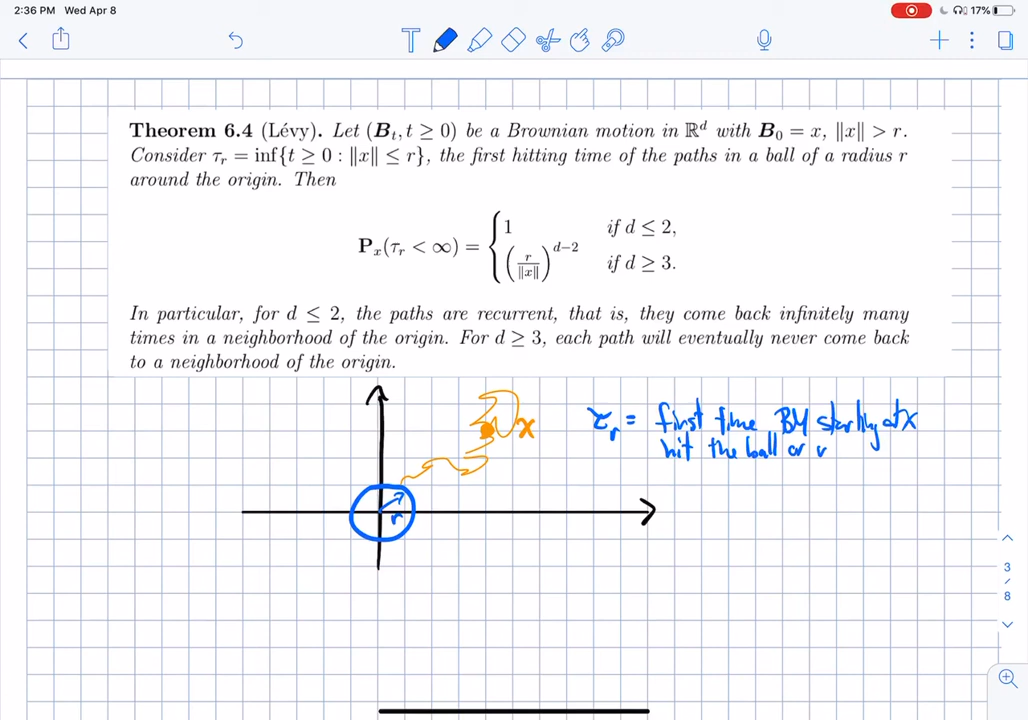 2:36 PM Wed Apr 8
17%
T
Theorem 6.4 (Lévy). Let (B_t, t ≥ 0) be a Brownian motion in ℝ^d with B_0 = x, ‖x‖ > r.
Consider τ_r = inf{t ≥ 0 : ‖x‖ ≤ r}, the first hitting time of the paths in a ball of a radius r
around the origin. Then
P_x(τ_r < ∞) = { 1 if d ≤ 2,
(r/‖x‖)^{d−2} if d ≥ 3.
In particular, for d ≤ 2, the paths are recurrent, that is, they come back infinitely many
times in a neighborhood of the origin. For d ≥ 3, each path will eventually never come back
to a neighborhood of the origin.
x
τ_r = first time BM starting at x
hit the ball of r
r
3
/
8